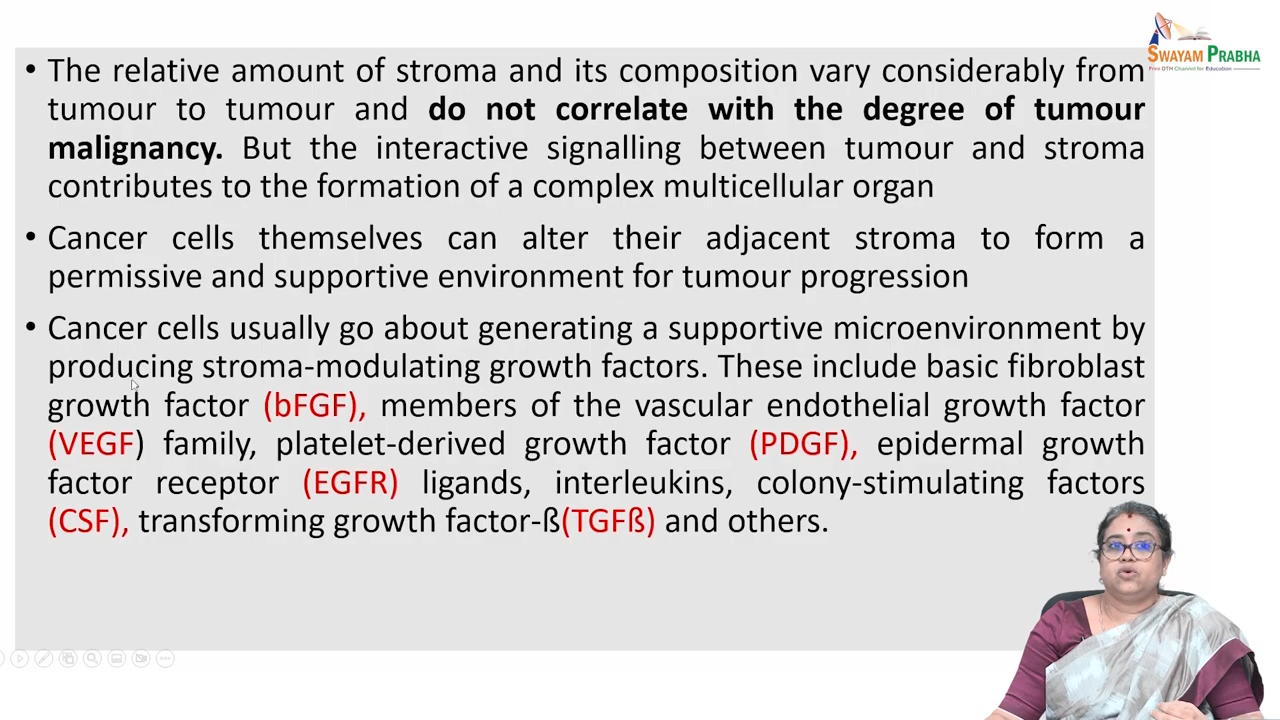 SWAYAM PRABHA
Free DTH Channel for Education
• The relative amount of stroma and its composition vary considerably from
tumour to tumour and do not correlate with the degree of tumour
malignancy. But the interactive signalling between tumour and stroma
contributes to the formation of a complex multicellular organ
• Cancer cells themselves can alter their adjacent stroma to form a
permissive and supportive environment for tumour progression
• Cancer cells usually go about generating a supportive microenvironment by
producing stroma-modulating growth factors. These include basic fibroblast
growth factor (bFGF), members of the vascular endothelial growth factor
(VEGF) family, platelet-derived growth factor (PDGF), epidermal growth
factor receptor (EGFR) ligands, interleukins, colony-stimulating factors
(CSF), transforming growth factor-ß(TGFß) and others.